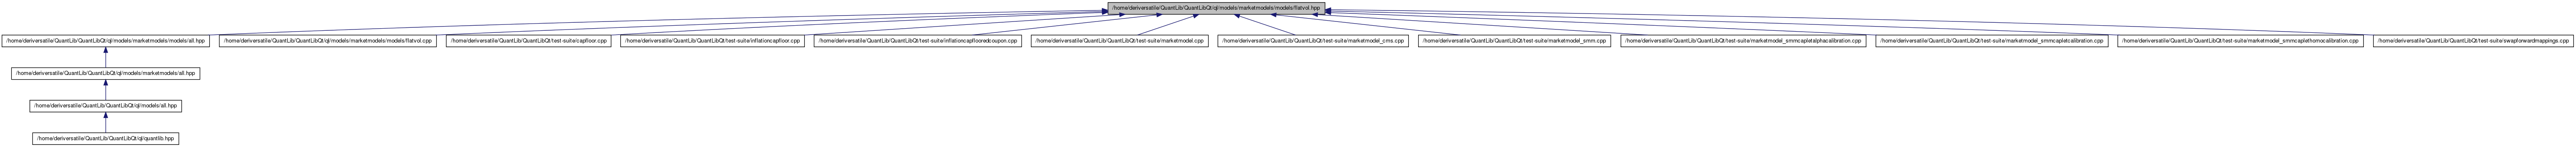 /home/deriversatile/QuantLib/QuantLibQt/ql/models/marketmodels/models/flatvol.hpp
/home/deriversatile/QuantLib/QuantLibQt/ql/models/marketmodels/models/all.hpp
/home/deriversatile/QuantLib/QuantLibQt/ql/models/marketmodels/models/flatvol.cpp
/home/deriversatile/QuantLib/QuantLibQt/test-suite/capfloor.cpp
/home/deriversatile/QuantLib/QuantLibQt/test-suite/inflationcapfloor.cpp
/home/deriversatile/QuantLib/QuantLibQt/test-suite/inflationcapflooredcoupon.cpp
/home/deriversatile/QuantLib/QuantLibQt/test-suite/marketmodel.cpp
/home/deriversatile/QuantLib/QuantLibQt/test-suite/marketmodel_cms.cpp
/home/deriversatile/QuantLib/QuantLibQt/test-suite/marketmodel_smm.cpp
/home/deriversatile/QuantLib/QuantLibQt/test-suite/marketmodel_smmcapletalphacalibration.cpp
/home/deriversatile/QuantLib/QuantLibQt/test-suite/marketmodel_smmcapletcalibration.cpp
/home/deriversatile/QuantLib/QuantLibQt/test-suite/marketmodel_smmcaplethomocalibration.cpp
/home/deriversatile/QuantLib/QuantLibQt/test-suite/swapforwardmappings.cpp
/home/deriversatile/QuantLib/QuantLibQt/ql/models/marketmodels/all.hpp
/home/deriversatile/QuantLib/QuantLibQt/ql/models/all.hpp
/home/deriversatile/QuantLib/QuantLibQt/ql/quantlib.hpp